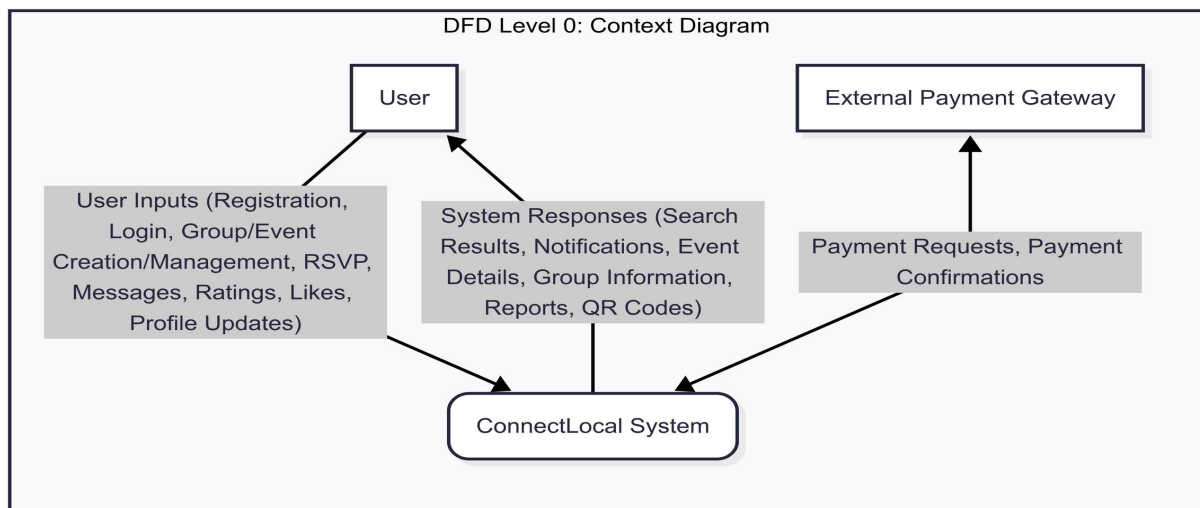 DFD Level 0: Context Diagram
User
External Payment Gateway
User Inputs (Registration,
Login, Group/Event
Creation/Management, RSVP,
Messages, Ratings, Likes,
Profile Updates)
System Responses (Search
Results, Notifications, Event
Details, Group Information,
Reports, QR Codes)
Payment Requests, Payment
Confirmations
ConnectLocal System